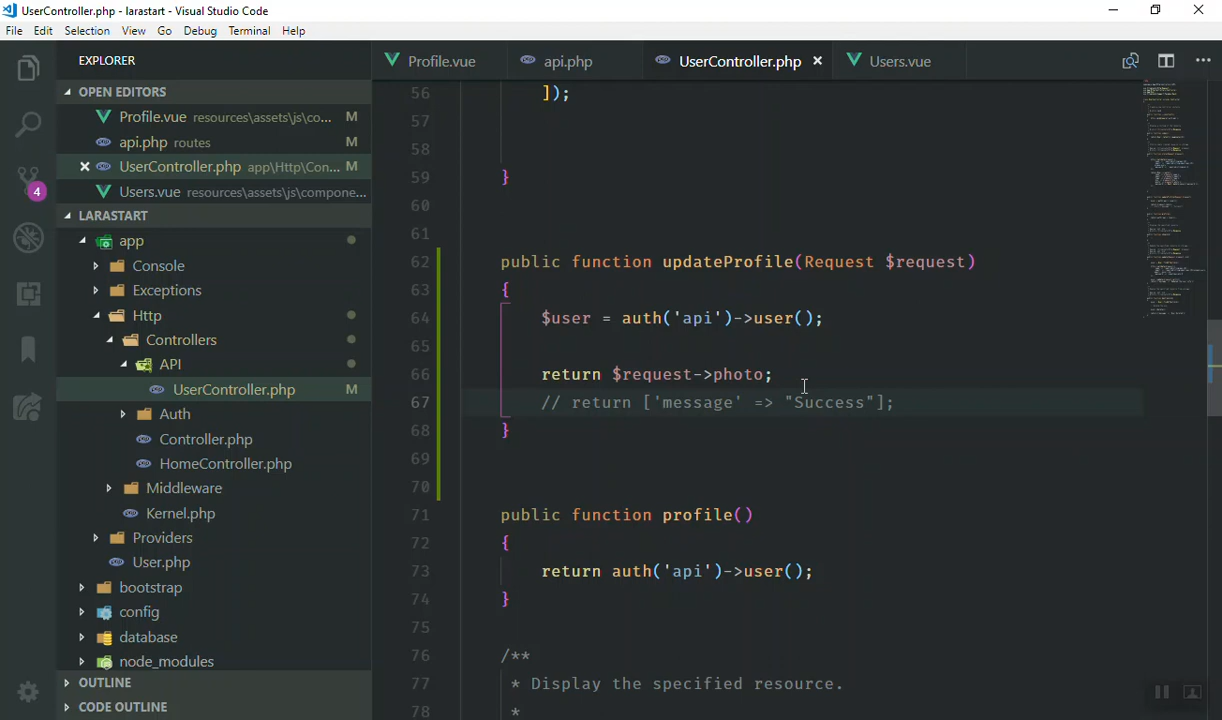 UserController.php - larastart - Visual Studio Code
File Edit Selection View Go Debug Terminal Help
EXPLORER
Profile.vue api.php UserController.php Users.vue
OPEN EDITORS
Profile.vue resources\assets\js\co... M
api.php routes M
UserController.php app\Http\Con... M
Users.vue resources\assets\js\compone...
4
LARASTART
app
Console
Exceptions
Http
Controllers
API
UserController.php M
Auth
Controller.php
HomeController.php
Middleware
Kernel.php
Providers
User.php
bootstrap
config
database
node_modules
OUTLINE
CODE OUTLINE
56 ]);
57
58
59 }
60
61
62 public function updateProfile(Request $request)
63 {
64 $user = auth('api')->user();
65
66 return $request->photo;
67 // return ['message' => "Success"];
68 }
69
70
71 public function profile()
72 {
73 return auth('api')->user();
74 }
75
76 /**
77 * Display the specified resource.
78 *